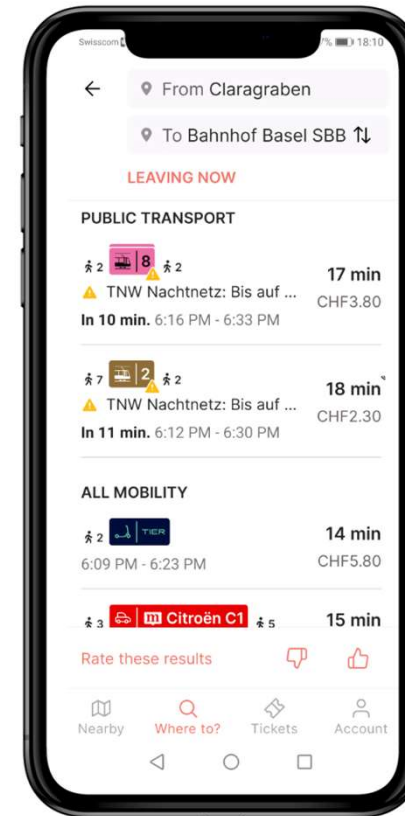 Swisscom
7% 18:10
From Claragraben
To Bahnhof Basel SBB
LEAVING NOW
PUBLIC TRANSPORT
2 8 2
17 min
TNW Nachtnetz: Bis auf ...
CHF3.80
In 10 min. 6:16 PM - 6:33 PM
7 2 2
18 min
TNW Nachtnetz: Bis auf ...
CHF2.30
In 11 min. 6:12 PM - 6:30 PM
ALL MOBILITY
2 TIER
14 min
6:09 PM - 6:23 PM
CHF5.80
3 m Citroën C1 5
15 min
Rate these results
Nearby Where to? Tickets Account